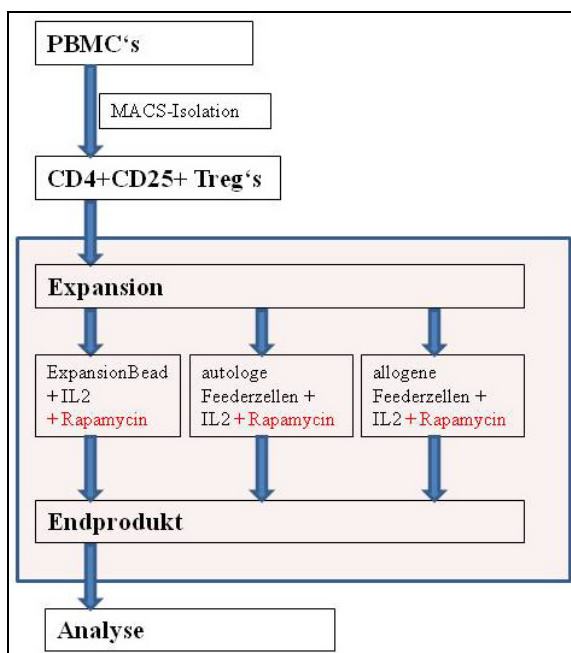 PBMC‘s
MACS-Isolation
CD4+CD25+ Treg‘s
Expansion
ExpansionBead
+ IL2
+ Rapamycin
autologe
Feederzellen +
IL2 + Rapamycin
allogene
Feederzellen +
IL2 + Rapamycin
Endprodukt
Analyse